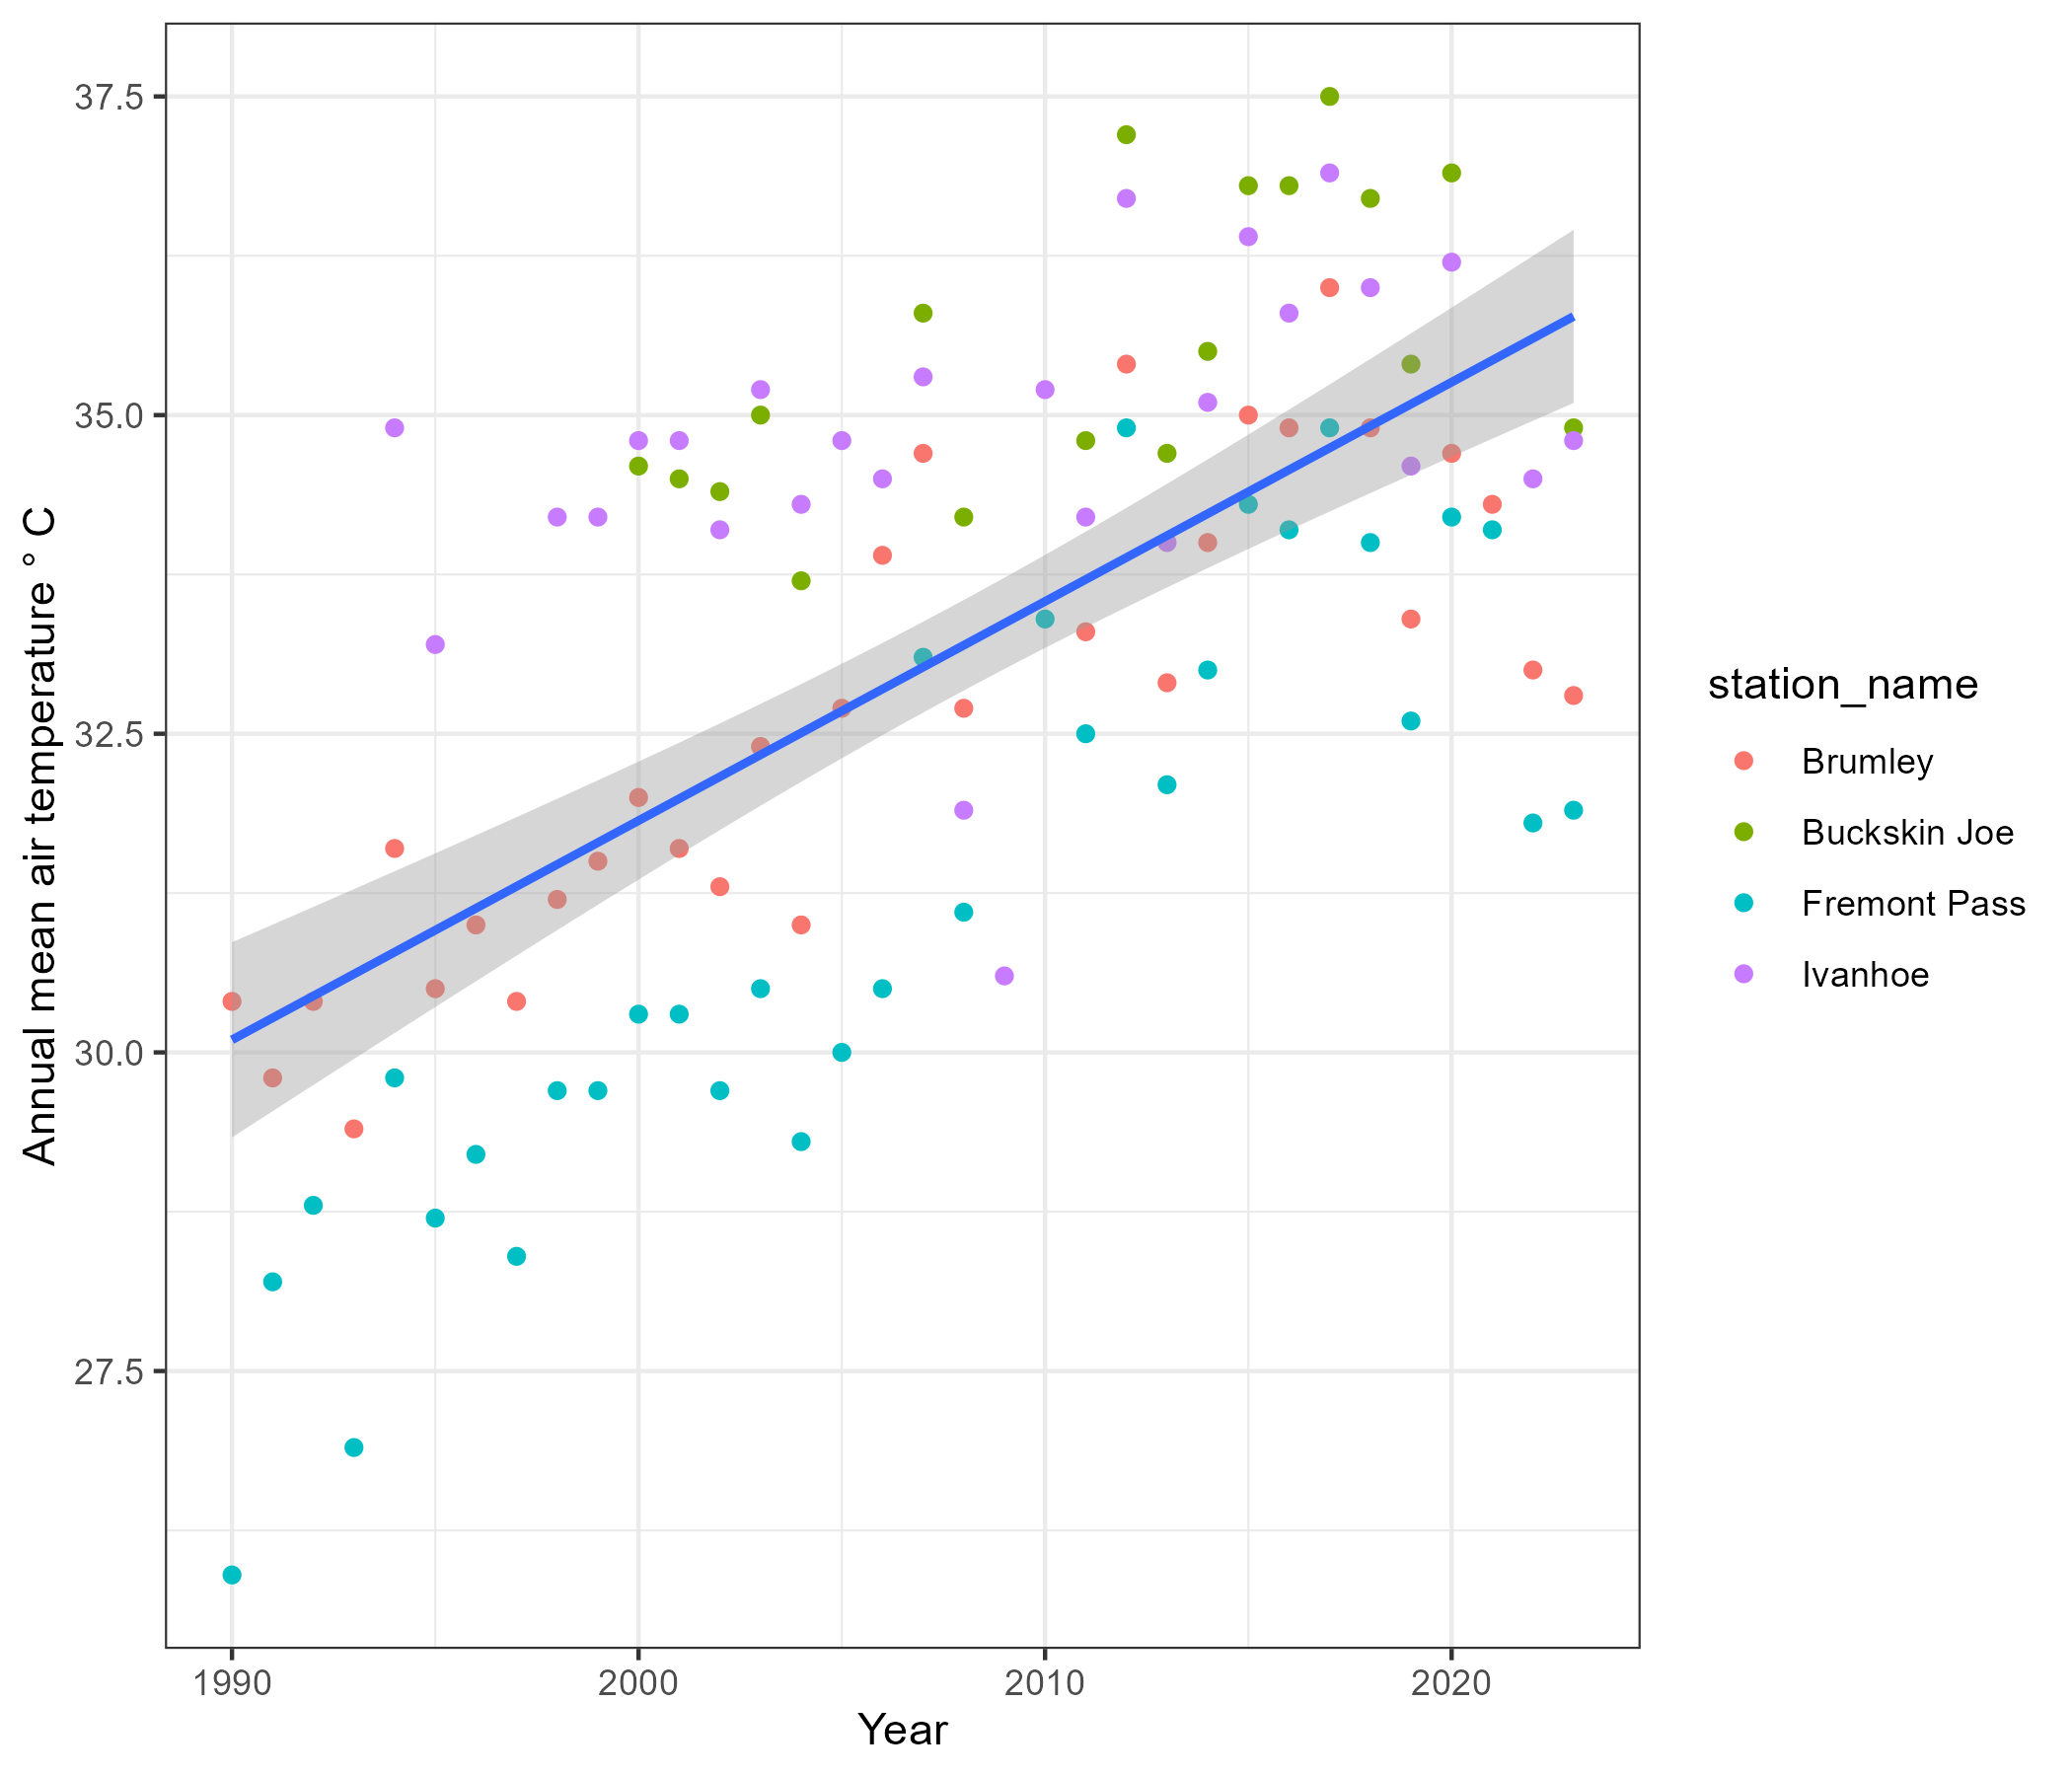 37.5
35.0
32.5
30.0
27.5
Annual mean air temperature ° C
1990
2000
2010
2020
Year
station_name
Brumley
Buckskin Joe
Fremont Pass
Ivanhoe